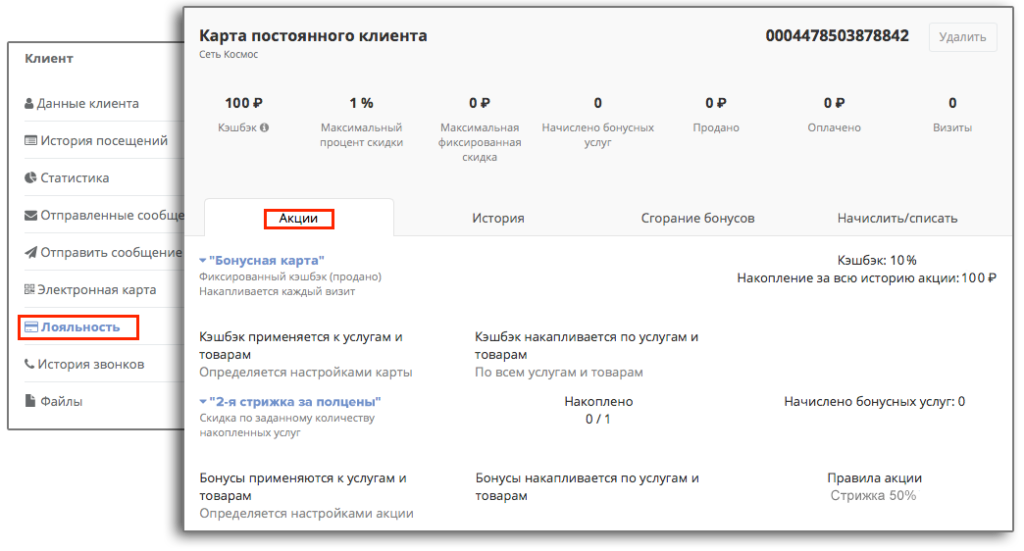 Клиент
Данные клиента
История посещений
Статистика
Отправленные сообще
Отправить сообщение
Электронная карта
Лояльность
История звонков
Файлы
Карта постоянного клиента
0004478503878842
Удалить
Сеть Космос
100 ₽
1 %
0 ₽
0
0 ₽
0 ₽
0
Кэшбэк
Максимальный
процент скидки
Максимальная
фиксированная
скидка
Начислено бонусных
услуг
Продано
Оплачено
Визиты
Акции
История
Сгорание бонусов
Начислить/списать
"Бонусная карта"
Фиксированный кэшбэк (продано)
Накапливается каждый визит
Кэшбэк: 10 %
Накопление за всю историю акции: 100 ₽
Кэшбэк применяется к услугам и
товарам
Определяется настройками карты
Кэшбэк накапливается по услугам и
товарам
По всем услугам и товарам
"2-я стрижка за полцены"
Скидка по заданному количеству
накопленных услуг
Накоплено
0 / 1
Начислено бонусных услуг: 0
Бонусы применяются к услугам и
товарам
Определяется настройками акции
Бонусы накапливается по услугам и
товарам
Правила акции
Стрижка 50%